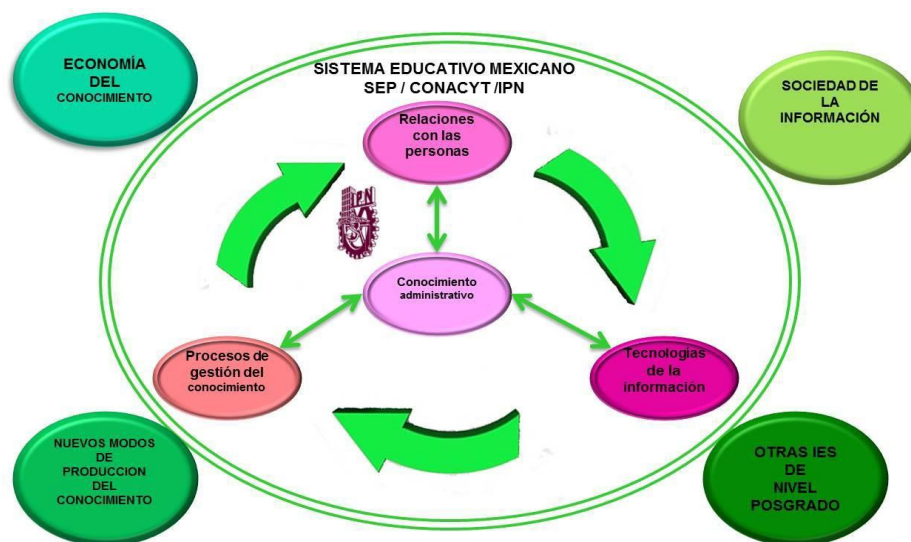 ECONOMÍA
DEL
CONOCIMIENTO
SISTEMA EDUCATIVO MEXICANO
SEP / CONACYT /IPN
SOCIEDAD DE
LA
INFORMACIÓN
Relaciones
con las
personas
IPN
Conocimiento
administrativo
Procesos de
gestión del
conocimiento
Tecnologías
de la
información
NUEVOS MODOS
DE
PRODUCCION
DEL
CONOCIMIENTO
OTRAS IES
DE
NIVEL
POSGRADO